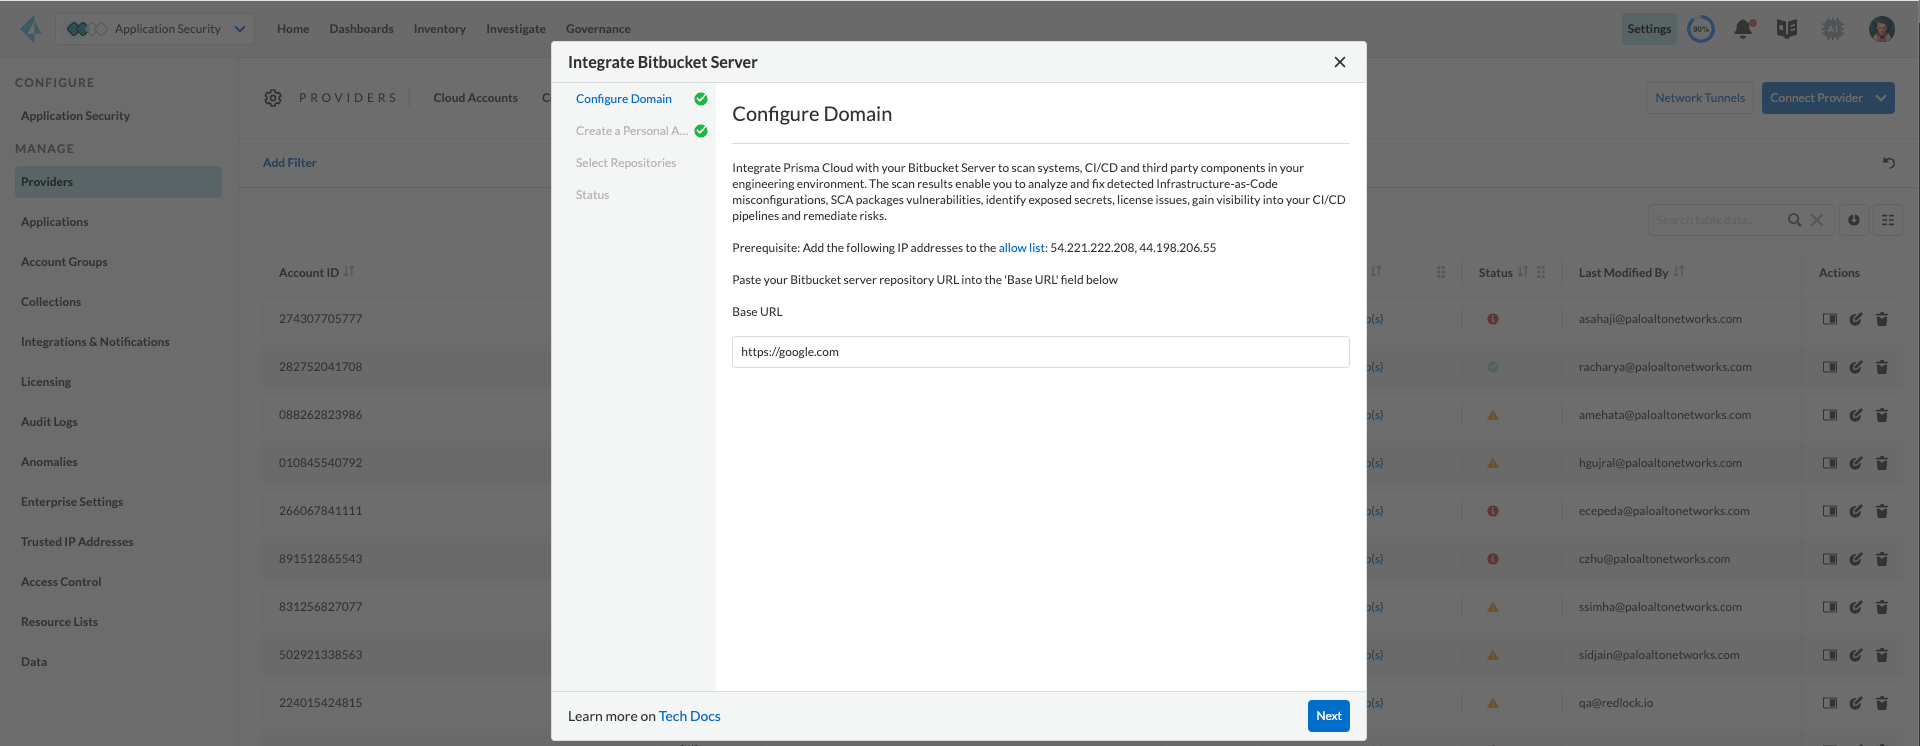 Application Security
Home
Dashboards
Inventory
Investigate
Governance
Settings
90%
AI
CONFIGURE
Application Security
MANAGE
Providers
Applications
Account Groups
Collections
Integrations & Notifications
Licensing
Audit Logs
Anomalies
Enterprise Settings
Trusted IP Addresses
Access Control
Resource Lists
Data
PROVIDERS
Cloud Accounts
Network Tunnels
Connect Provider
Add Filter
Search table data...
Account ID
Status
Last Modified By
Actions
274307705777
o(s)
asahaji@paloaltonetworks.com
282752041708
o(s)
racharya@paloaltonetworks.com
088262823986
o(s)
amehata@paloaltonetworks.com
010845540792
o(s)
hgujral@paloaltonetworks.com
266067841111
o(s)
ecepeda@paloaltonetworks.com
891512865543
o(s)
czhu@paloaltonetworks.com
831256827077
o(s)
ssimha@paloaltonetworks.com
502921338563
o(s)
sidjain@paloaltonetworks.com
224015424815
o(s)
qa@redlock.io
Integrate Bitbucket Server
Configure Domain
Create a Personal A...
Select Repositories
Status
Configure Domain
Integrate Prisma Cloud with your Bitbucket Server to scan systems, CI/CD and third party components in your
engineering environment. The scan results enable you to analyze and fix detected Infrastructure-as-Code
misconfigurations, SCA packages vulnerabilities, identify exposed secrets, license issues, gain visibility into your CI/CD
pipelines and remediate risks.
Prerequisite: Add the following IP addresses to the allow list: 54.221.222.208, 44.198.206.55
Paste your Bitbucket server repository URL into the 'Base URL' field below
Base URL
https://google.com
Learn more on Tech Docs
Next